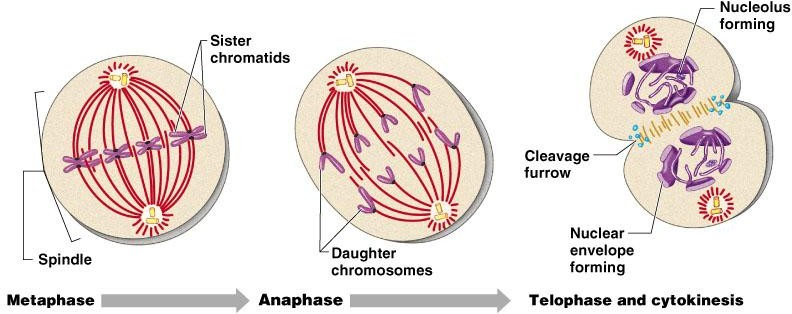 Sister
chromatids
Spindle
Metaphase
Daughter
chromosomes
Anaphase
Nucleolus
forming
Cleavage
furrow
Nuclear
envelope
forming
Telophase and cytokinesis